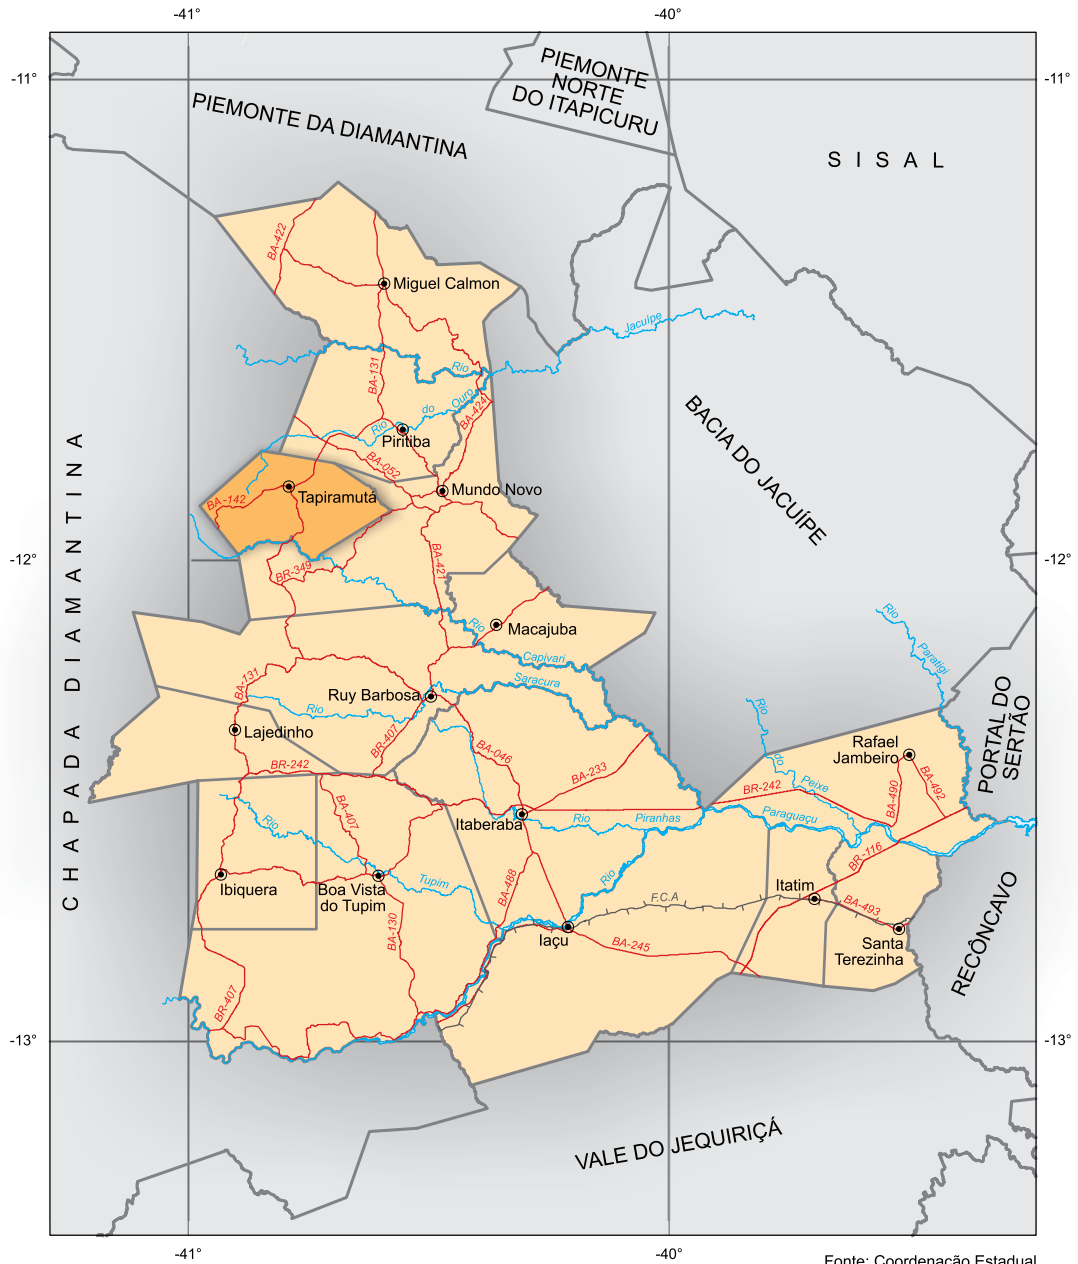 -41°
-40°
-11°
-11°
PIEMONTE
NORTE
DO ITAPICURU
PIEMONTE DA DIAMANTINA
SISAL
BA-422
Miguel Calmon
Jacuípe
BA-131
Rio
Ouro
do
Rio
BA-424
Piritiba
BACIA DO JACUÍPE
CHAPADA DIAMANTINA
BA-052
Mundo Novo
Tapiramutá
BA-142
-12°
-12°
BR-349
BA-421
Rio
Macajuba
Capivari
Saracura
Rio
Paratigi
BA-131
Ruy Barbosa
Rio
Lajedinho
BR-407
BA-046
BR-242
BA-233
Rio
do
Peixe
Rafael
Jambeiro
PORTAL DO
SERTÃO
BR-242
BA-490
BA-492
BA-407
Itaberaba
Rio
Piranhas
Paraguaçu
Rio
BR-116
Ibiquera
Boa Vista
do Tupim
Tupim
BA-488
Rio
Itatim
F.C.A
BA-493
BA-130
Iaçu
BA-245
Santa
Terezinha
RECÔNCAVO
BR-407
-13°
-13°
VALE DO JEQUIRIÇÁ
-41°
-40°
Fonte: Coordenação Estadual